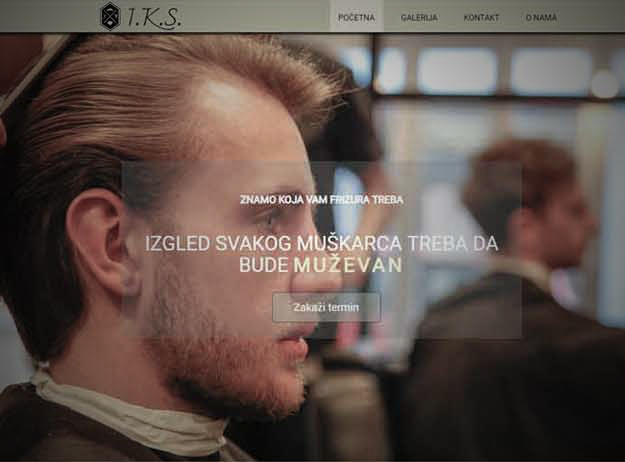 I.K.S.
POČETNA
GALERIJA
KONTAKT
O NAMA
ZNAMO KOJA VAM FRIZURA TREBA
IZGLED SVAKOG MUŠKARCA TREBA DA
BUDE MUŽEVAN
Zakaži termin